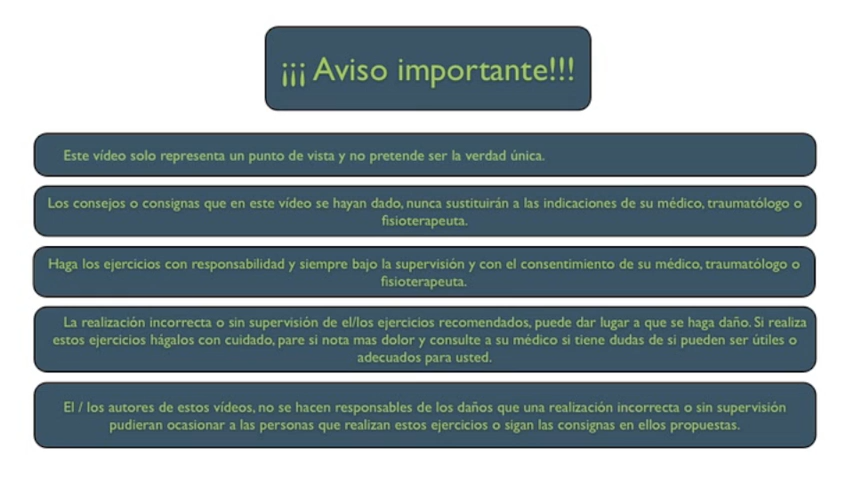 ¡¡¡ Aviso importante!!!
Este vídeo solo representa un punto de vista y no pretende ser la verdad única.
Los consejos o consignas que en este vídeo se hayan dado, nunca sustituirán a las indicaciones de su médico, traumatólogo o
fisioterapeuta.
Haga los ejercicios con responsabilidad y siempre bajo la supervisión y con el consentimiento de su médico, traumatólogo o
fisioterapeuta.
La realización incorrecta o sin supervisión de el/los ejercicios recomendados, puede dar lugar a que se haga daño. Si realiza
estos ejercicios hágalos con cuidado, pare si nota mas dolor y consulte a su médico si tiene dudas de si pueden ser útiles o
adecuados para usted.
El / los autores de estos vídeos, no se hacen responsables de los daños que una realización incorrecta o sin supervisión
pudieran ocasionar a las personas que realizan estos ejercicios o sigan las consignas en ellos propuestas.